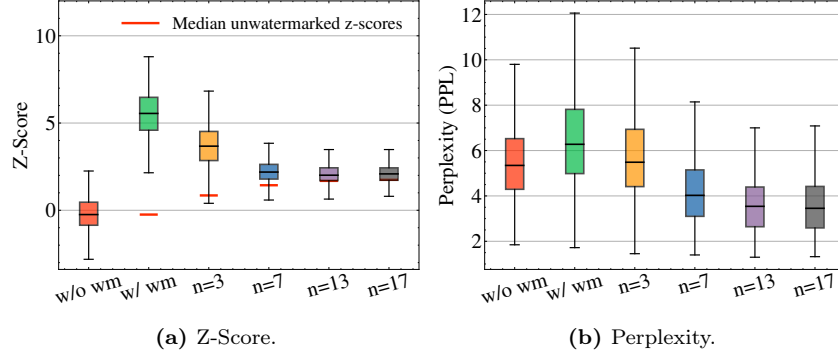 Median unwatermarked z-scores
Z-Score
10
5
0
w/o wm
w/ wm
n=3
n=7
n=13
n=17
(a) Z-Score.
Perplexity (PPL)
12
10
8
6
4
2
w/o wm
w/ wm
n=3
n=7
n=13
n=17
(b) Perplexity.